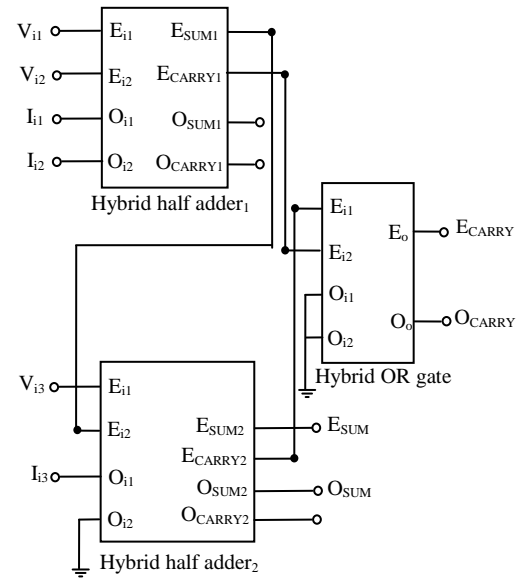 V_i1 E_i1 E_SUM1
V_i2 E_i2 E_CARRY1
I_i1 O_i1 O_SUM1
I_i2 O_i2 O_CARRY1
Hybrid half adder_1
E_i1 E_o E_CARRY
E_i2
O_i1 O_o O_CARRY
O_i2
Hybrid OR gate
V_i3 E_i1
E_i2 E_SUM2 E_SUM
E_CARRY2
I_i3 O_i1 O_SUM2 O_SUM
O_i2 O_CARRY2
Hybrid half adder_2